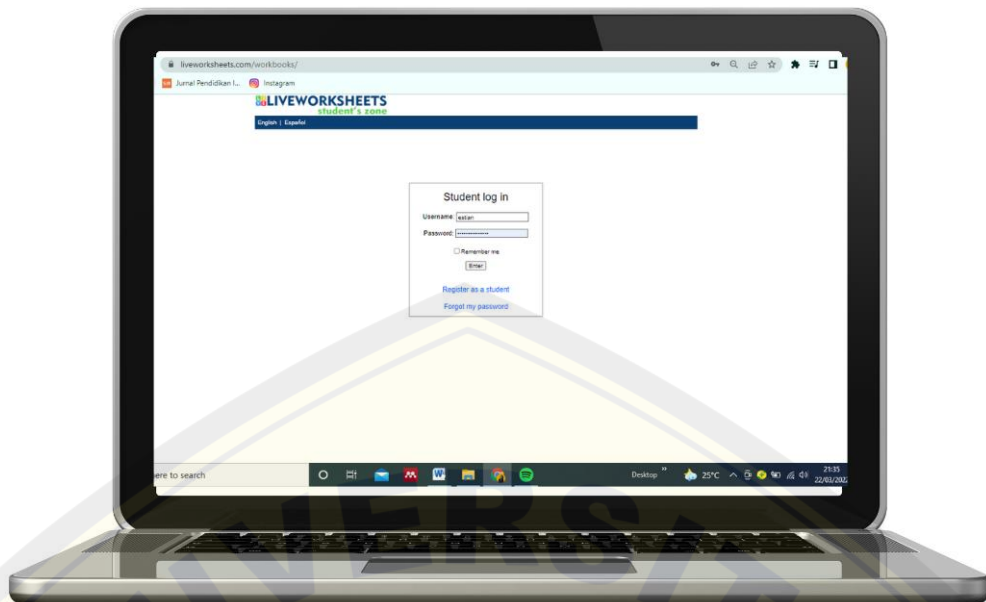 liveworksheets.com/workbooks/
Jurnal Pendidikan I... Instagram
LIVEWORKSHEETS
student's zone
English | Español
Student log in
Username:
Password: ••••••••••••••
Remember me
Enter
Register as a student
Forgot my password
ere to search
W
Desktop
25°C
21:35
22/03/202
UNIVERSIT